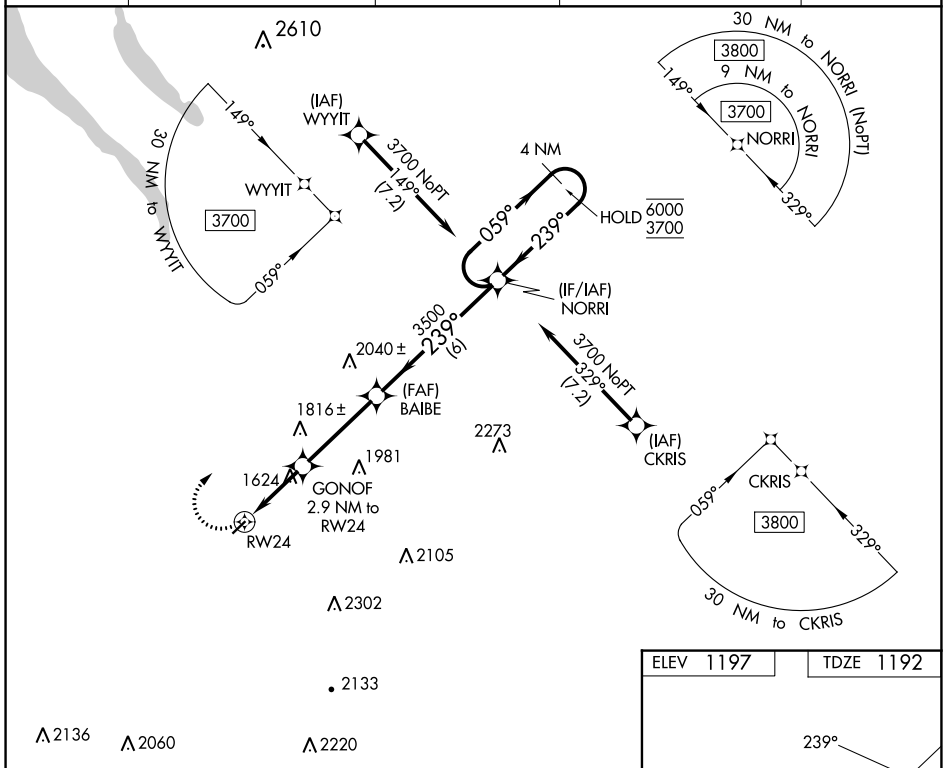 2610
(IAF)
WYYIT
3700 NoPT
149°
(7.2)
149°
WYYIT
3700
30 NM to WYYIT
059°
30 NM to NORRI (NoPT)
3800
9 NM to NORRI
149°
3700
NORRI
329°
4 NM
059°
239°
HOLD 6000
3700
(IF/IAF)
NORRI
3500
239°
(6)
2040 ±
(FAF)
BAIBE
1816 ±
3700 NoPT
329°
(7.2)
(IAF)
CKRIS
2273
1981
1624
GONOF
2.9 NM to
RW24
RW24
CKRIS
059°
3800
329°
30 NM to CKRIS
2105
2302
2133
2136
2060
2220
ELEV 1197
TDZE 1192
239°